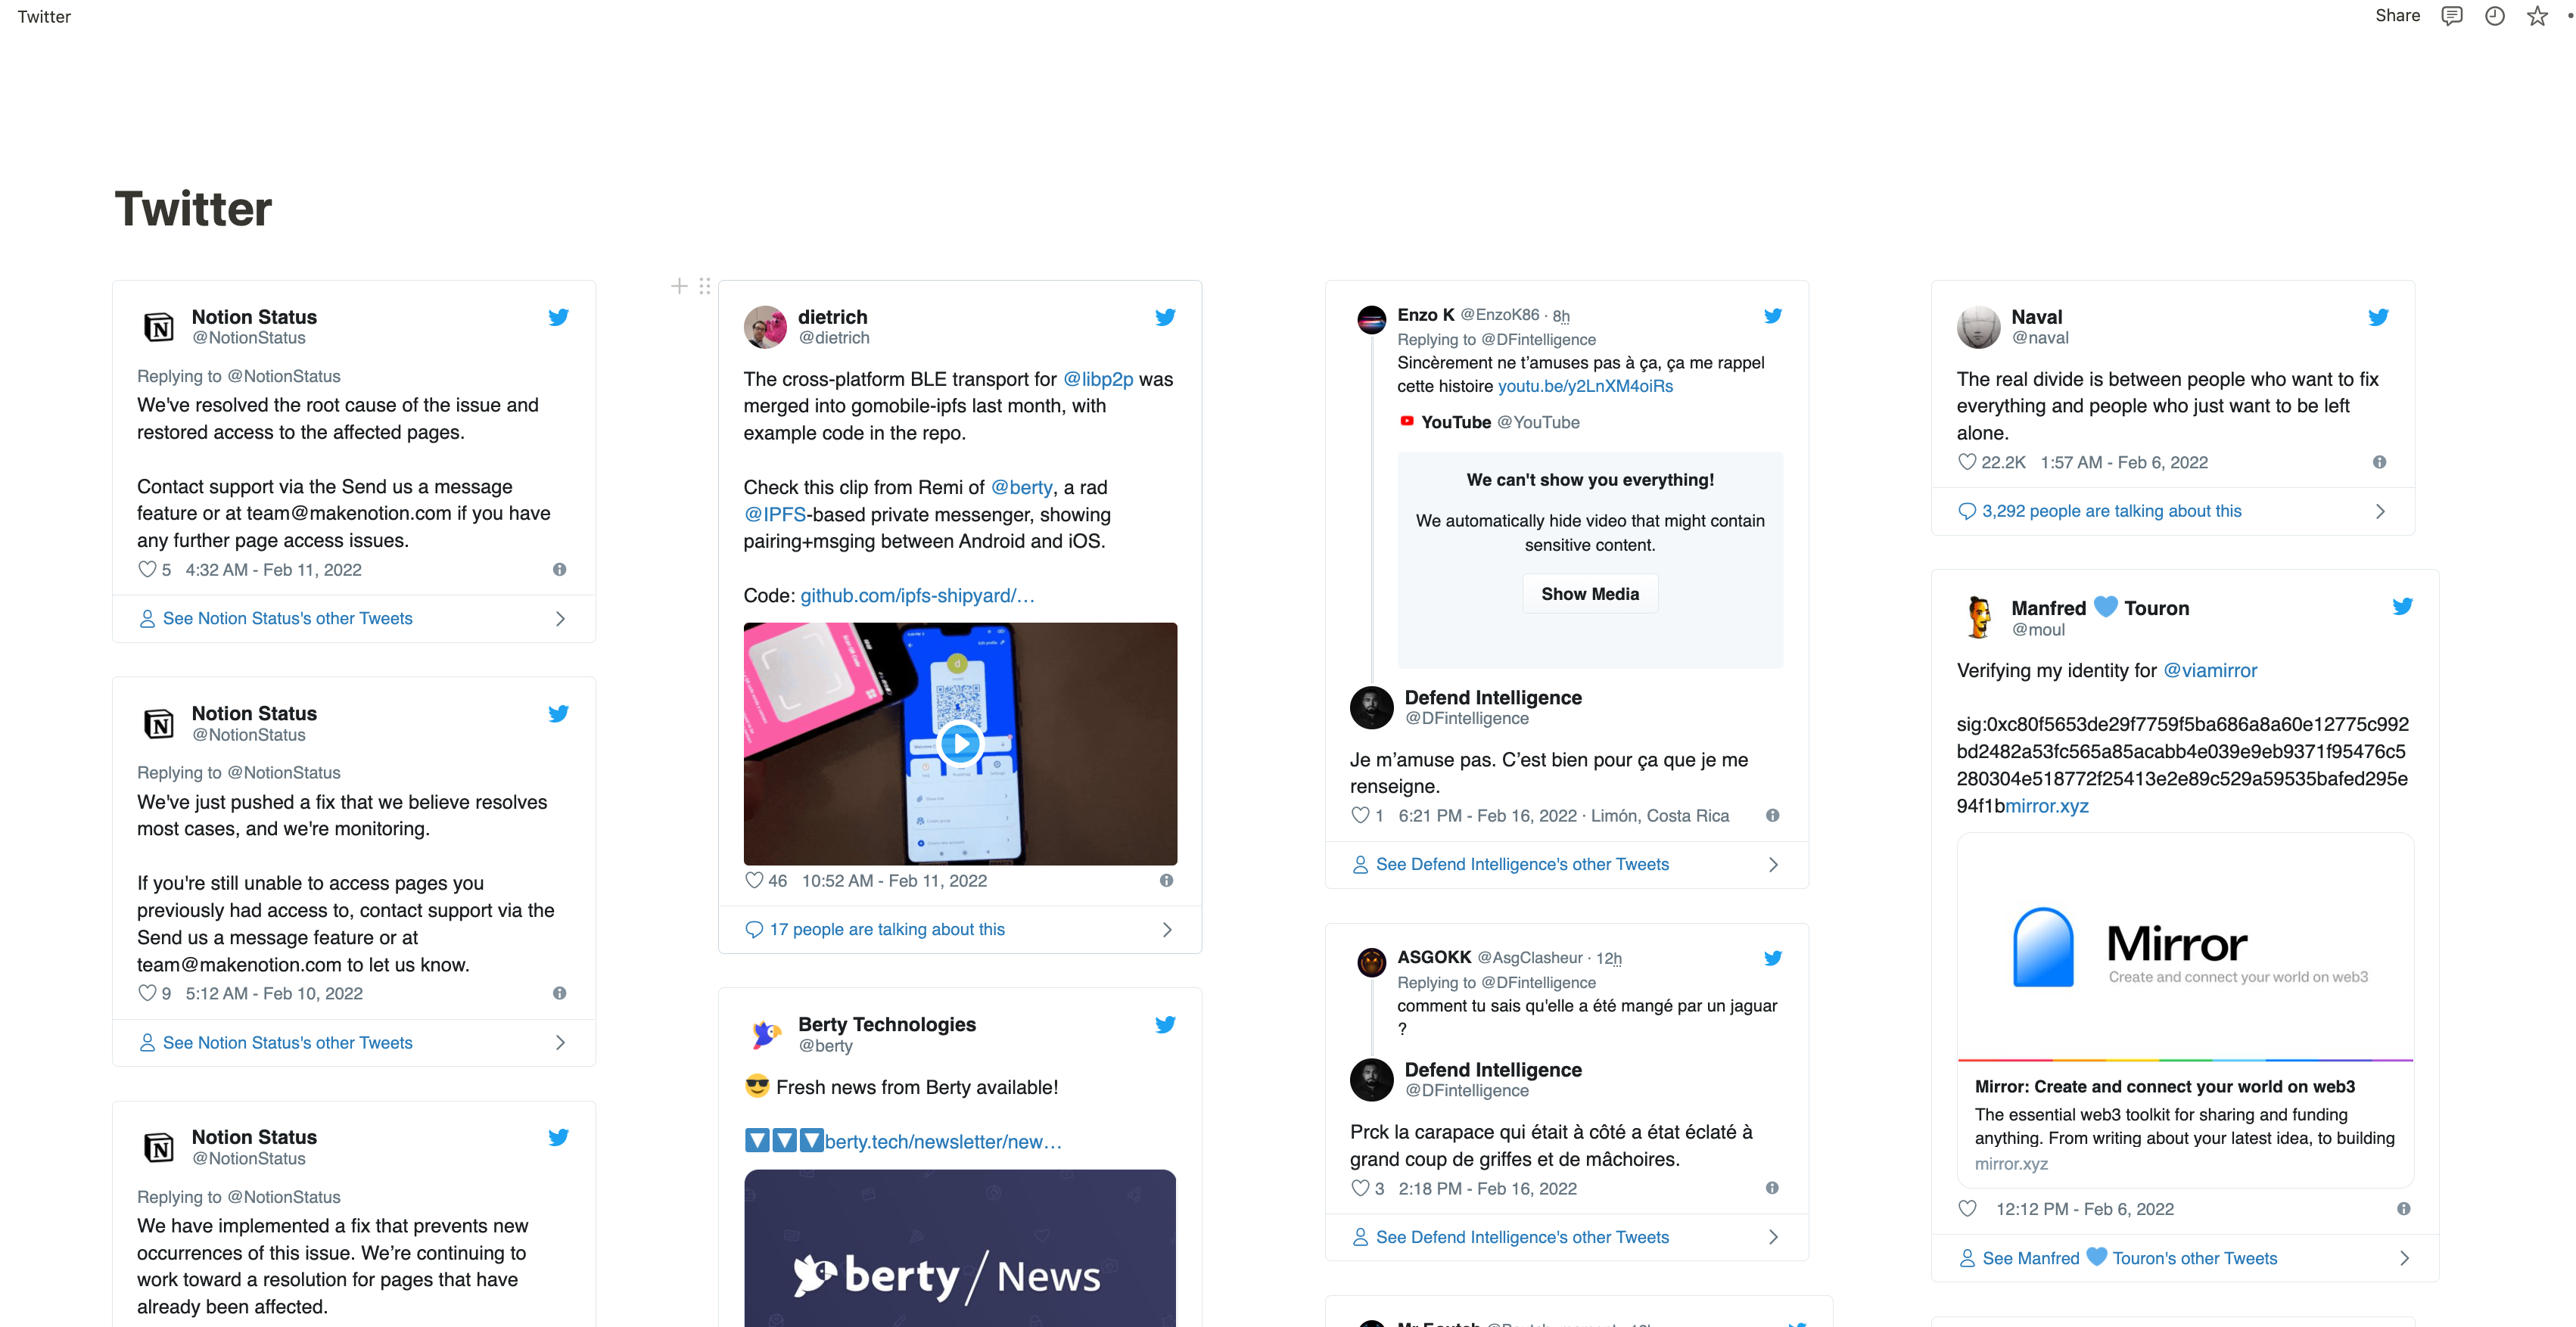 Twitter
Share
Twitter
Notion Status
@NotionStatus
Replying to @NotionStatus
We've resolved the root cause of the issue and
restored access to the affected pages.
Contact support via the Send us a message
feature or at team@makenotion.com if you have
any further page access issues.
5 4:32 AM - Feb 11, 2022
See Notion Status's other Tweets
Notion Status
@NotionStatus
Replying to @NotionStatus
We've just pushed a fix that we believe resolves
most cases, and we're monitoring.
If you're still unable to access pages you
previously had access to, contact support via the
Send us a message feature or at
team@makenotion.com to let us know.
9 5:12 AM - Feb 10, 2022
See Notion Status's other Tweets
Notion Status
@NotionStatus
Replying to @NotionStatus
We have implemented a fix that prevents new
occurrences of this issue. We’re continuing to
work toward a resolution for pages that have
already been affected.
dietrich
@dietrich
The cross-platform BLE transport for @libp2p was
merged into gomobile-ipfs last month, with
example code in the repo.
Check this clip from Remi of @berty, a rad
@IPFS-based private messenger, showing
pairing+msging between Android and iOS.
Code: github.com/ipfs-shipyard/…
46 10:52 AM - Feb 11, 2022
17 people are talking about this
Berty Technologies
@berty
😎 Fresh news from Berty available!
🔽🔽🔽berty.tech/newsletter/new…
berty / News
Enzo K @EnzoK86 · 8h
Replying to @DFintelligence
Sincèrement ne t’amuses pas à ça, ça me rappel
cette histoire youtu.be/y2LnXM4oiRs
YouTube @YouTube
We can't show you everything!
We automatically hide video that might contain
sensitive content.
Show Media
Defend Intelligence
@DFintelligence
Je m’amuse pas. C’est bien pour ça que je me
renseigne.
1 6:21 PM - Feb 16, 2022 · Limón, Costa Rica
See Defend Intelligence's other Tweets
ASGOKK @AsgClasheur · 12h
Replying to @DFintelligence
comment tu sais qu'elle a été mangé par un jaguar
?
Defend Intelligence
@DFintelligence
Prck la carapace qui était à côté a état éclaté à
grand coup de griffes et de mâchoires.
3 2:18 PM - Feb 16, 2022
See Defend Intelligence's other Tweets
Naval
@naval
The real divide is between people who want to fix
everything and people who just want to be left
alone.
22.2K 1:57 AM - Feb 6, 2022
3,292 people are talking about this
Manfred 💙 Touron
@moul
Verifying my identity for @viamirror
sig:0xc80f5653de29f7759f5ba686a8a60e12775c992
bd2482a53fc565a85acabb4e039e9eb9371f95476c5
280304e518772f25413e2e89c529a59535bafed295e
94f1bmirror.xyz
Mirror
Create and connect your world on web3
Mirror: Create and connect your world on web3
The essential web3 toolkit for sharing and funding
anything. From writing about your latest idea, to building
mirror.xyz
12:12 PM - Feb 6, 2022
See Manfred 💙 Touron's other Tweets